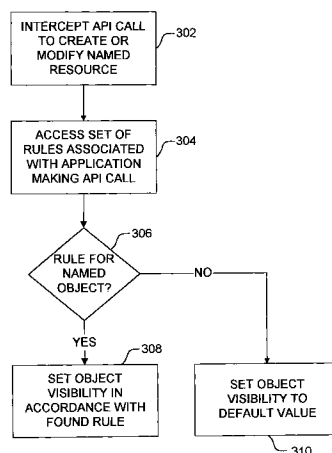 INTERCEPT API CALL
TO CREATE OR
MODIFY NAMED
RESOURCE
302
ACCESS SET OF
RULES ASSOCIATED
WITH APPLICATION
MAKING API CALL
304
306
RULE FOR
NAMED
OBJECT?
NO
YES
308
SET OBJECT
VISIBILITY IN
ACCORDANCE WITH
FOUND RULE
SET OBJECT
VISIBILITY TO
DEFAULT VALUE
310